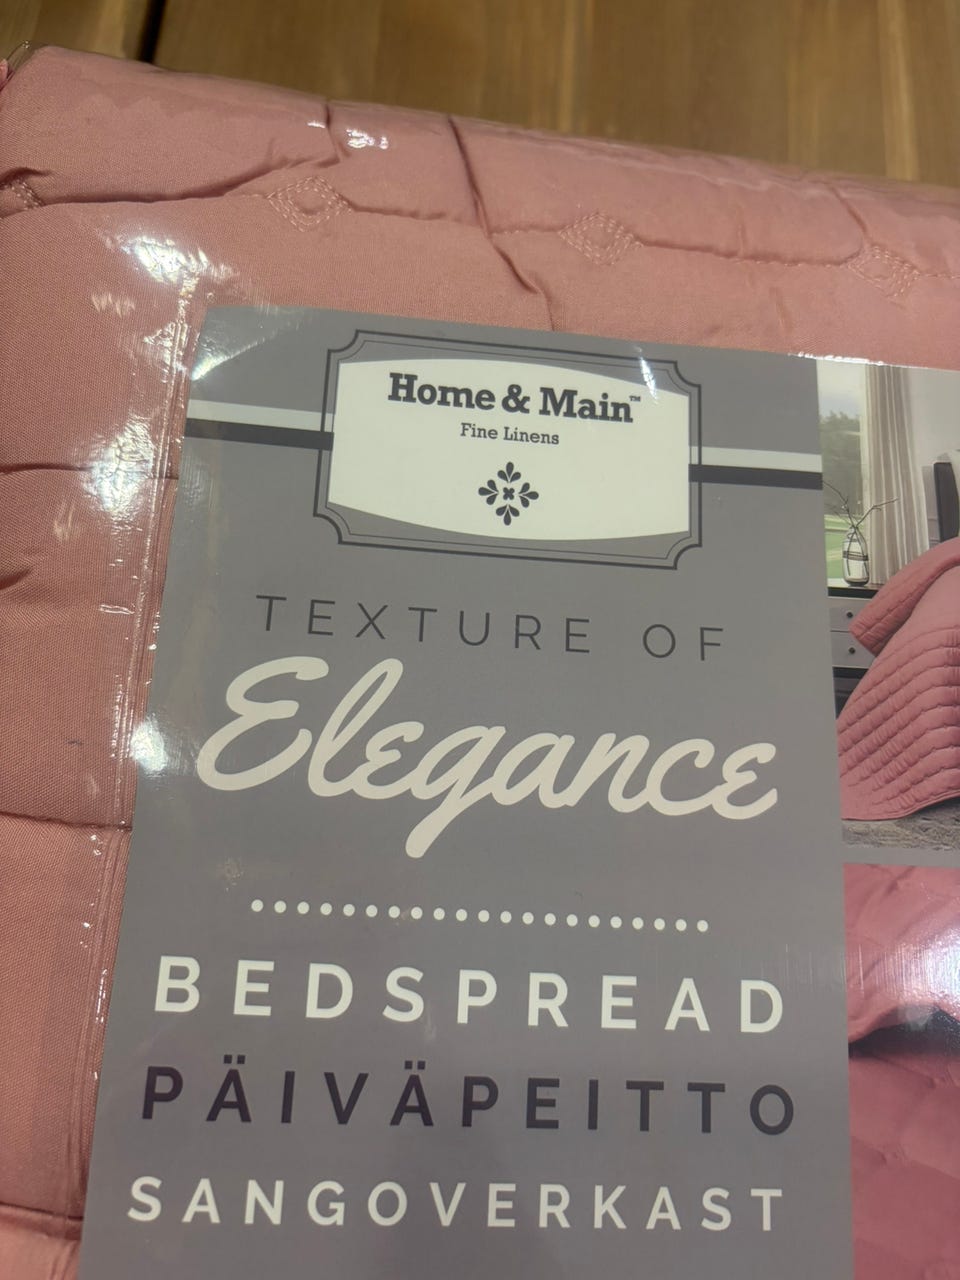 Home & Main™
Fine Linens
TEXTURE OF
Elegance
BEDSPREAD
PÄIVÄPEITTO
SANGOVERKAST